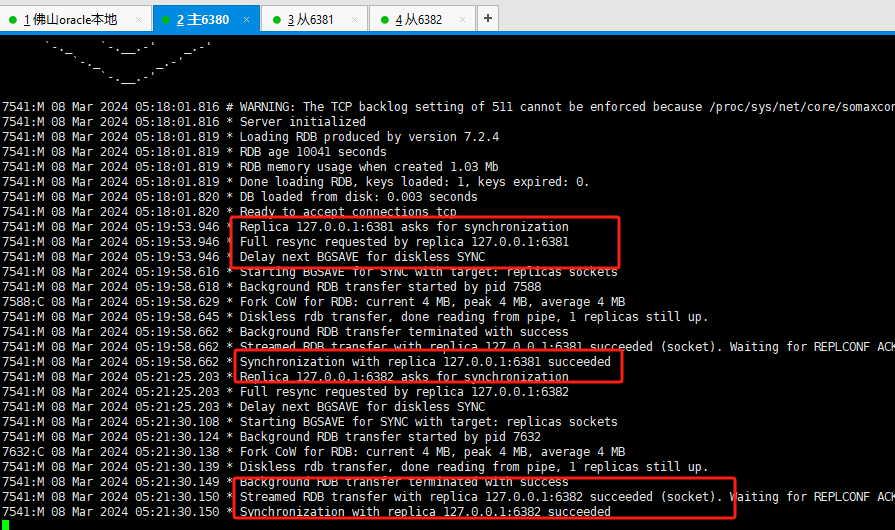 1 佛山oracle本地 × 2 主6380 × 3 从6381 × 4 从6382 × +
`-._ `-.__.-' _.-'
`-._ _.-'
`-.__.-'
7541:M 08 Mar 2024 05:18:01.816 # WARNING: The TCP backlog setting of 511 cannot be enforced because /proc/sys/net/core/somaxcon
7541:M 08 Mar 2024 05:18:01.816 * Server initialized
7541:M 08 Mar 2024 05:18:01.819 * Loading RDB produced by version 7.2.4
7541:M 08 Mar 2024 05:18:01.819 * RDB age 10041 seconds
7541:M 08 Mar 2024 05:18:01.819 * RDB memory usage when created 1.03 Mb
7541:M 08 Mar 2024 05:18:01.819 * Done loading RDB, keys loaded: 1, keys expired: 0.
7541:M 08 Mar 2024 05:18:01.820 * DB loaded from disk: 0.003 seconds
7541:M 08 Mar 2024 05:18:01.820 * Ready to accept connections tcp
7541:M 08 Mar 2024 05:19:53.946 * Replica 127.0.0.1:6381 asks for synchronization
7541:M 08 Mar 2024 05:19:53.946 * Full resync requested by replica 127.0.0.1:6381
7541:M 08 Mar 2024 05:19:53.946 * Delay next BGSAVE for diskless SYNC
7541:M 08 Mar 2024 05:19:58.616 * Starting BGSAVE for SYNC with target: replicas sockets
7541:M 08 Mar 2024 05:19:58.618 * Background RDB transfer started by pid 7588
7588:C 08 Mar 2024 05:19:58.629 * Fork CoW for RDB: current 4 MB, peak 4 MB, average 4 MB
7541:M 08 Mar 2024 05:19:58.645 * Diskless rdb transfer, done reading from pipe, 1 replicas still up.
7541:M 08 Mar 2024 05:19:58.662 * Background RDB transfer terminated with success
7541:M 08 Mar 2024 05:19:58.662 * Streamed RDB transfer with replica 127.0.0.1:6381 succeeded (socket). Waiting for REPLCONF ACK
7541:M 08 Mar 2024 05:19:58.662 * Synchronization with replica 127.0.0.1:6381 succeeded
7541:M 08 Mar 2024 05:21:25.203 * Replica 127.0.0.1:6382 asks for synchronization
7541:M 08 Mar 2024 05:21:25.203 * Full resync requested by replica 127.0.0.1:6382
7541:M 08 Mar 2024 05:21:25.203 * Delay next BGSAVE for diskless SYNC
7541:M 08 Mar 2024 05:21:30.108 * Starting BGSAVE for SYNC with target: replicas sockets
7541:M 08 Mar 2024 05:21:30.124 * Background RDB transfer started by pid 7632
7632:C 08 Mar 2024 05:21:30.138 * Fork CoW for RDB: current 4 MB, peak 4 MB, average 4 MB
7541:M 08 Mar 2024 05:21:30.139 * Diskless rdb transfer, done reading from pipe, 1 replicas still up.
7541:M 08 Mar 2024 05:21:30.149 * Background RDB transfer terminated with success
7541:M 08 Mar 2024 05:21:30.150 * Streamed RDB transfer with replica 127.0.0.1:6382 succeeded (socket). Waiting for REPLCONF ACK
7541:M 08 Mar 2024 05:21:30.150 * Synchronization with replica 127.0.0.1:6382 succeeded